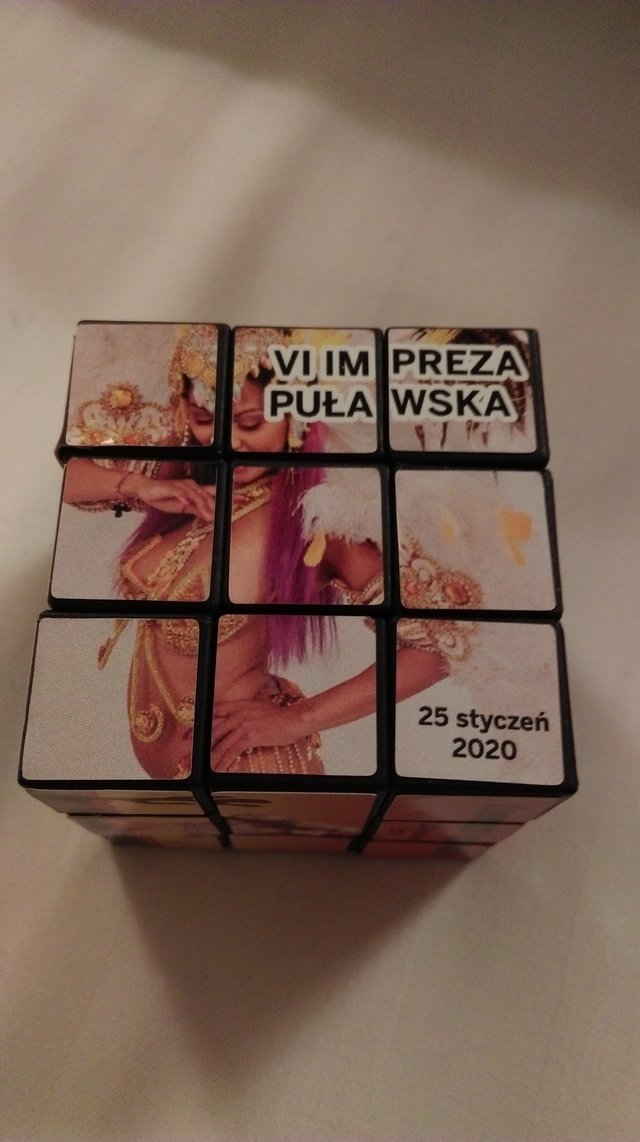 VI IMPREZA
PUŁAWSKA
25 styczeń
2020